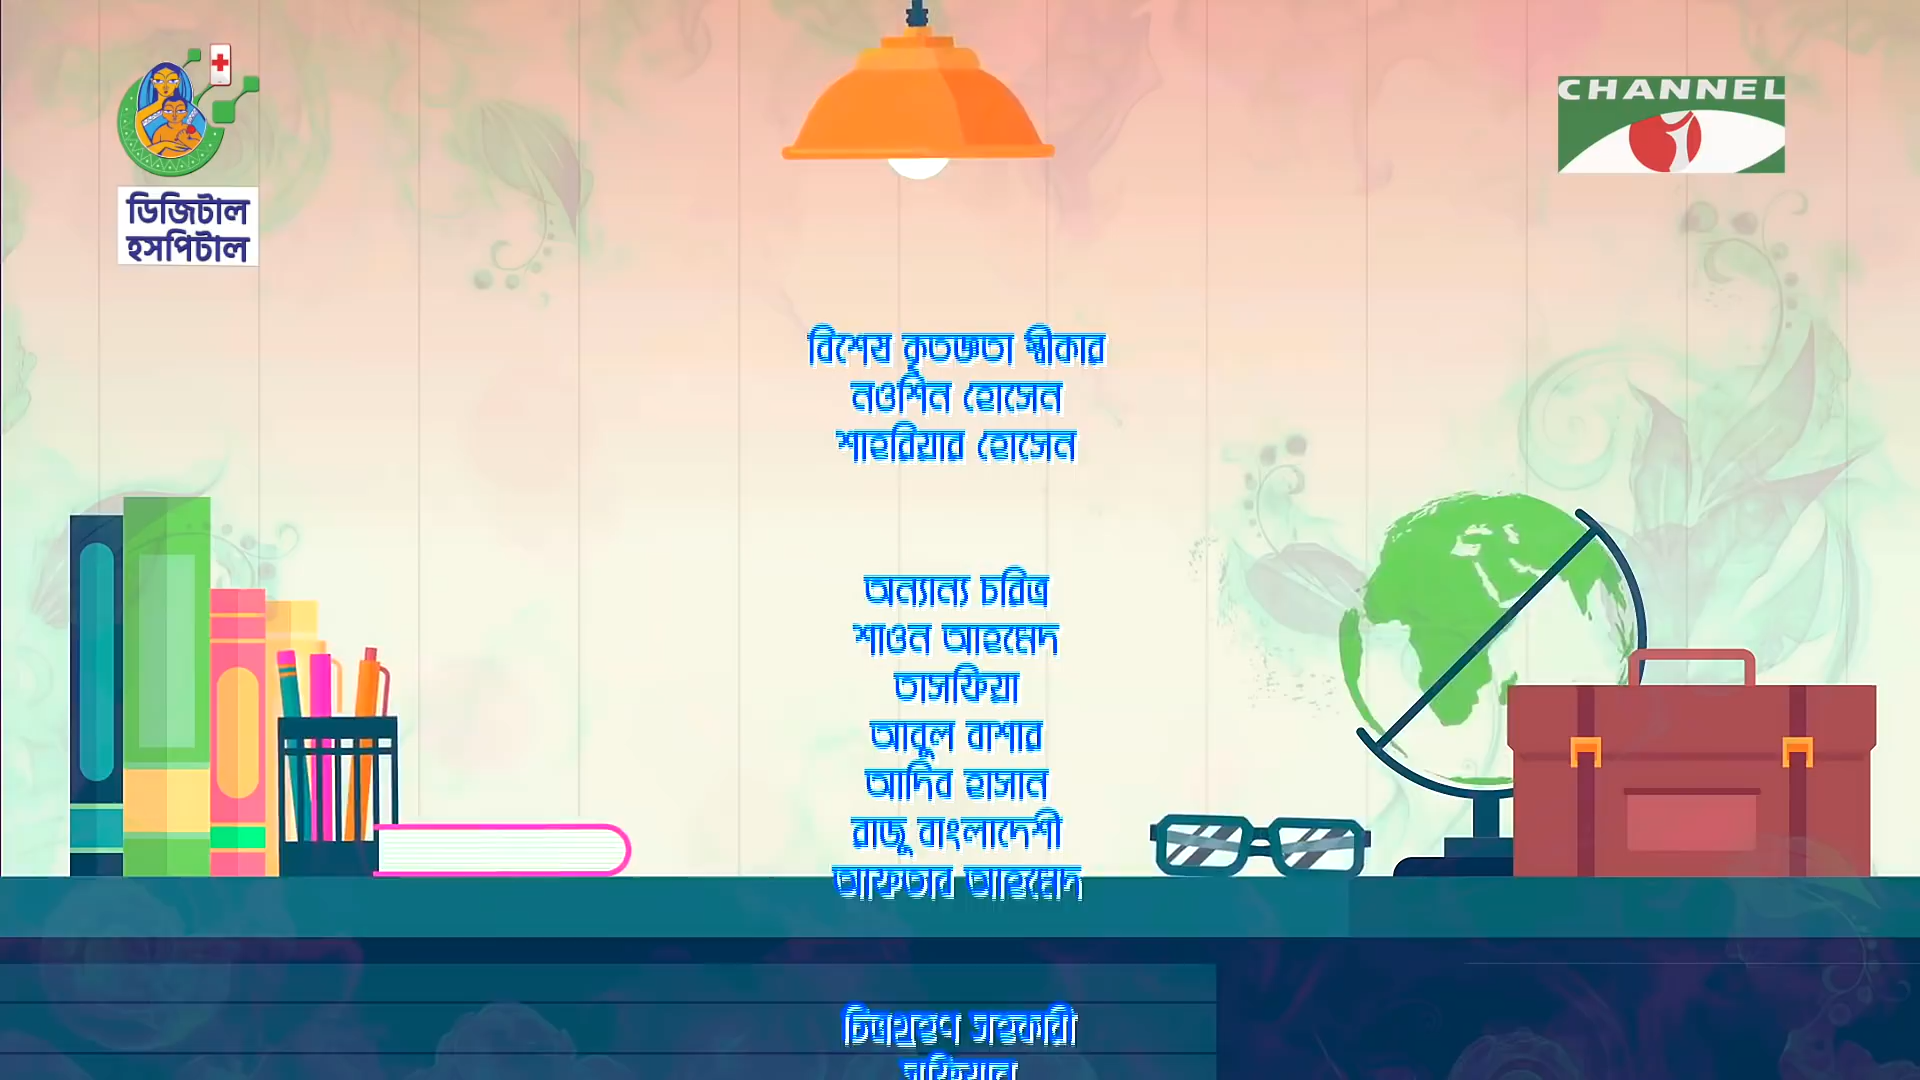 ডিজিটাল
হসপিটাল
CHANNEL
বিশেষ কৃতজ্ঞতা স্বীকার
নওশিন হোসেন
শাহরিয়ার হোসেন
অন্যান্য চরিত্র
শাওন আহমেদ
তাসফিয়া
আবুল বাশার
আদিব হাসান
রাজু বাংলাদেশী
আফতাব আহমেদ
চিত্রগ্রহণ সহকারী